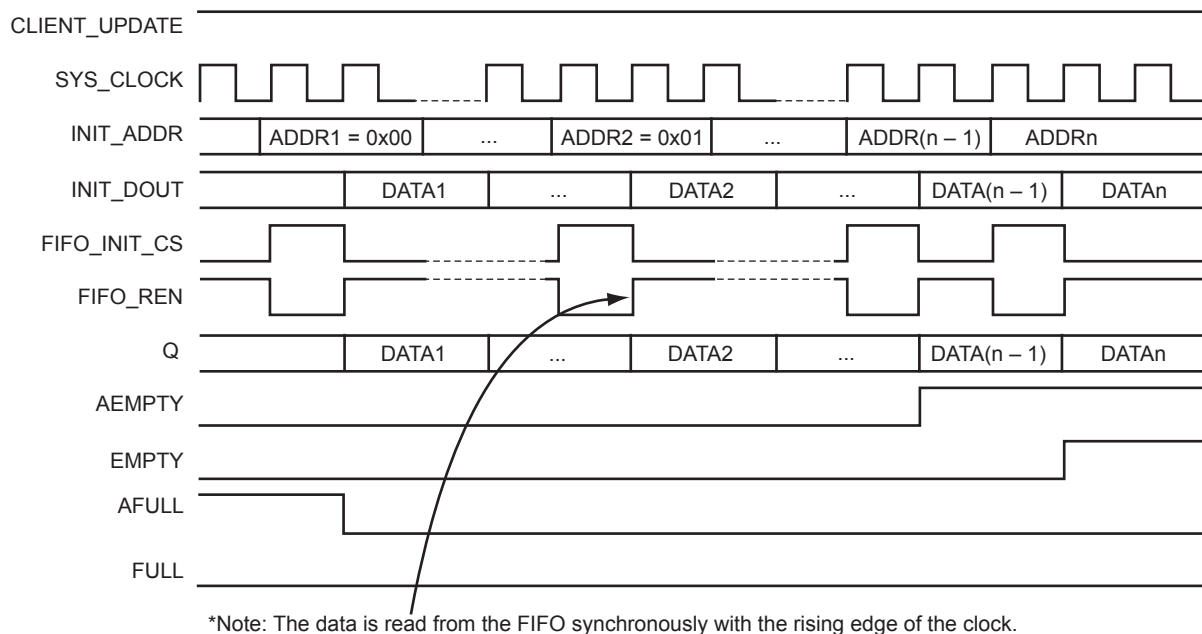 CLIENT_UPDATE
SYS_CLOCK
INIT_ADDR ADDR1 = 0x00 ... ADDR2 = 0x01 ... ADDR(n – 1) ADDRn
INIT_DOUT DATA1 ... DATA2 ... DATA(n – 1) DATAn
FIFO_INIT_CS
FIFO_REN
Q DATA1 ... DATA2 ... DATA(n – 1) DATAn
AEMPTY
EMPTY
AFULL
FULL
*Note: The data is read from the FIFO synchronously with the rising edge of the clock.